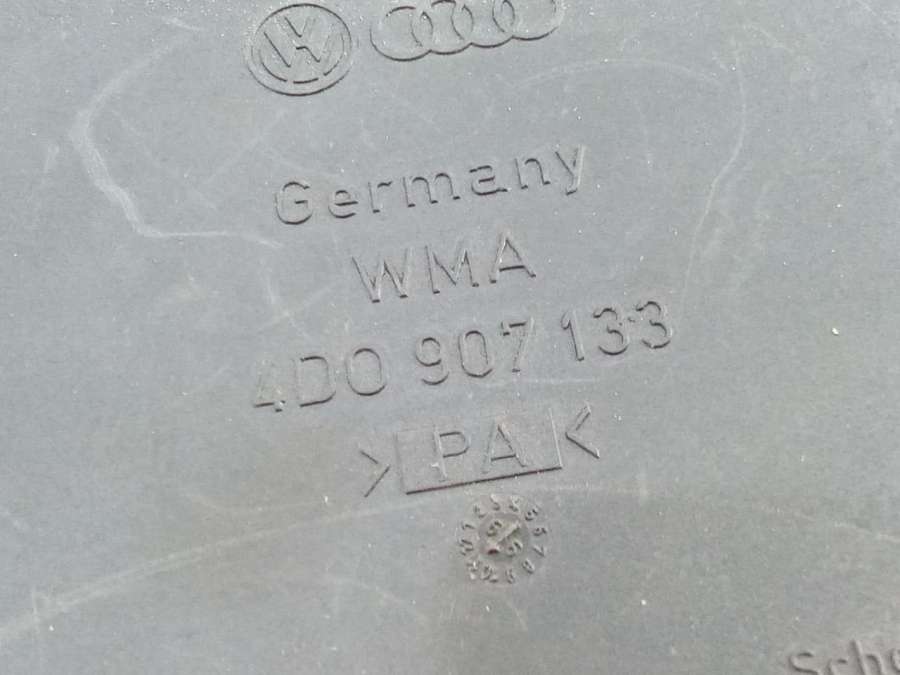 Germany
WMA
4D0 907 133
>PA<